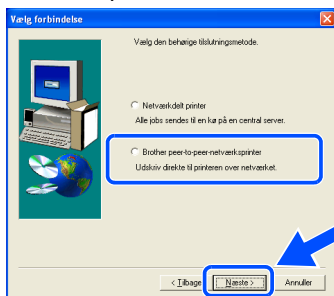 Vælg forbindelse
Vælg den behørige tilslutningsmetode.
Netværkdelt printer
Alle jobs sendes til en kø på en central server.
Brother peer-to-peer-netværksprinter
Udskriv direkte til printeren over netværket.
< Tilbage
Næste >
Annuller